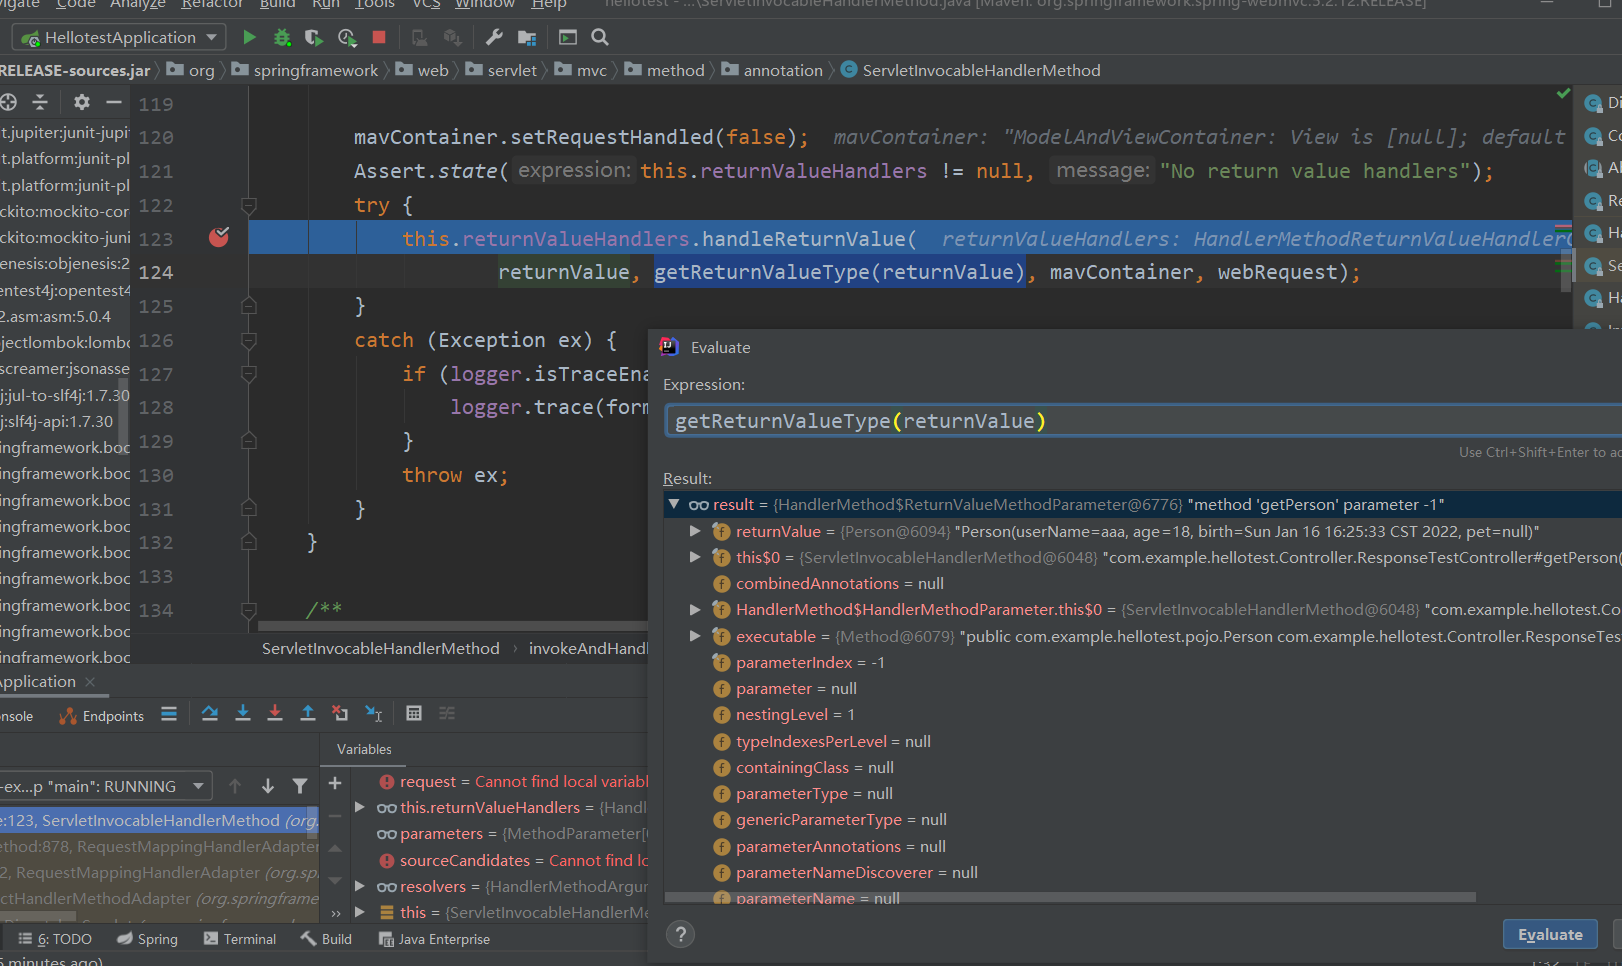 vigate Code Analyze Refactor Build Run Tools VCS Window Help hellotest - ...\ServletInvocableHandlerMethod.java [Maven: org.springframework:spring-webmvc:5.2.12.RELEASE]
HellotestApplication
RELEASE-sources.jar org springframework web servlet mvc method annotation ServletInvocableHandlerMethod
119
120 mavContainer.setRequestHandled(false); mavContainer: "ModelAndViewContainer: View is [null]; default
121 Assert.state( expression: this.returnValueHandlers != null, message: "No return value handlers");
122 try {
123 this.returnValueHandlers.handleReturnValue( returnValueHandlers: HandlerMethodReturnValueHandlerC
124 returnValue, getReturnValueType(returnValue), mavContainer, webRequest);
125 }
126 catch (Exception ex) {
127 if (logger.isTraceEna
128 logger.trace(form
129 }
130 throw ex;
131 }
132 }
133
134 /**
t.jupiter:junit-jupit
t.platform:junit-pl
t.platform:junit-pl
ckito:mockito-cor
ckito:mockito-juni
enesis:objenesis:2
entest4j:opentest4
2.asm:asm:5.0.4
ojectlombok:lombo
screamer:jsonasse
j:jul-to-slf4j:1.7.30
j:slf4j-api:1.7.30
ingframework.boc
ingframework.boc
ingframework.boc
ingframework.boc
ingframework.boc
ingframework.boc
ingframework.boc
ingframework.boc
ingframework.boc
Di
Co
Al
Re
Ha
Se
Ha
ServletInvocableHandlerMethod › invokeAndHandl
Evaluate
Expression:
getReturnValueType(returnValue)
Use Ctrl+Shift+Enter to ad
Result:
result = {HandlerMethod$ReturnValueMethodParameter@6776} "method 'getPerson' parameter -1"
returnValue = {Person@6094} "Person(userName=aaa, age=18, birth=Sun Jan 16 16:25:33 CST 2022, pet=null)"
this$0 = {ServletInvocableHandlerMethod@6048} "com.example.hellotest.Controller.ResponseTestController#getPerson(
combinedAnnotations = null
HandlerMethod$HandlerMethodParameter.this$0 = {ServletInvocableHandlerMethod@6048} "com.example.hellotest.Co
executable = {Method@6079} "public com.example.hellotest.pojo.Person com.example.hellotest.Controller.ResponseTest
parameterIndex = -1
parameter = null
nestingLevel = 1
typeIndexesPerLevel = null
containingClass = null
parameterType = null
genericParameterType = null
parameterAnnotations = null
parameterNameDiscoverer = null
parameterName = null
Evaluate
Application
onsole Endpoints
Variables
-ex...p "main": RUNNING
e:123, ServletInvocableHandlerMethod (org.
ethod:878, RequestMappingHandlerAdapter
2, RequestMappingHandlerAdapter (org.sp
ctHandlerMethodAdapter (org.springframe
request = Cannot find local variabl
this.returnValueHandlers = {Handl
parameters = {MethodParameter[
sourceCandidates = Cannot find lo
resolvers = {HandlerMethodArgur
this = {ServletInvocableHandlerMe
6: TODO Spring Terminal Build Java Enterprise
minutes ago)